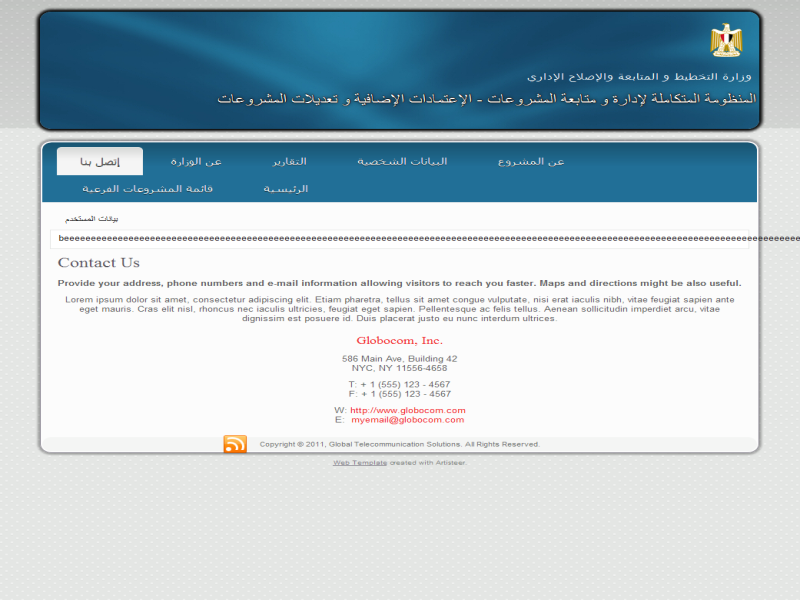 وزارة التخطيط و المتابعة والإصلاح الإدارى
المنظومة المتكاملة لإدارة و متابعة المشروعات - الإعتمادات الإضافية و تعديلات المشروعات
عن المشروع البيانات الشخصية التقارير عن الوزارة إتصل بنا
الرئيسية قائمة المشروعات الفرعية
بيانات المستخدم
Contact Us
Provide your address, phone numbers and e-mail information allowing visitors to reach you faster. Maps and directions might be also useful.
Lorem ipsum dolor sit amet, consectetur adipiscing elit. Etiam pharetra, tellus sit amet congue vulputate, nisi erat iaculis nibh, vitae feugiat sapien ante
eget mauris. Cras elit nisl, rhoncus nec iaculis ultricies, feugiat eget sapien. Pellentesque ac felis tellus. Aenean sollicitudin imperdiet arcu, vitae
dignissim est posuere id. Duis placerat justo eu nunc interdum ultrices.
Globocom, Inc.
586 Main Ave, Building 42
NYC, NY 11556-4658
T: + 1 (555) 123 - 4567
F: + 1 (555) 123 - 4567
W: http://www.globocom.com
E: myemail@globocom.com
Copyright © 2011, Global Telecommunication Solutions. All Rights Reserved.
Web Template created with Artisteer.